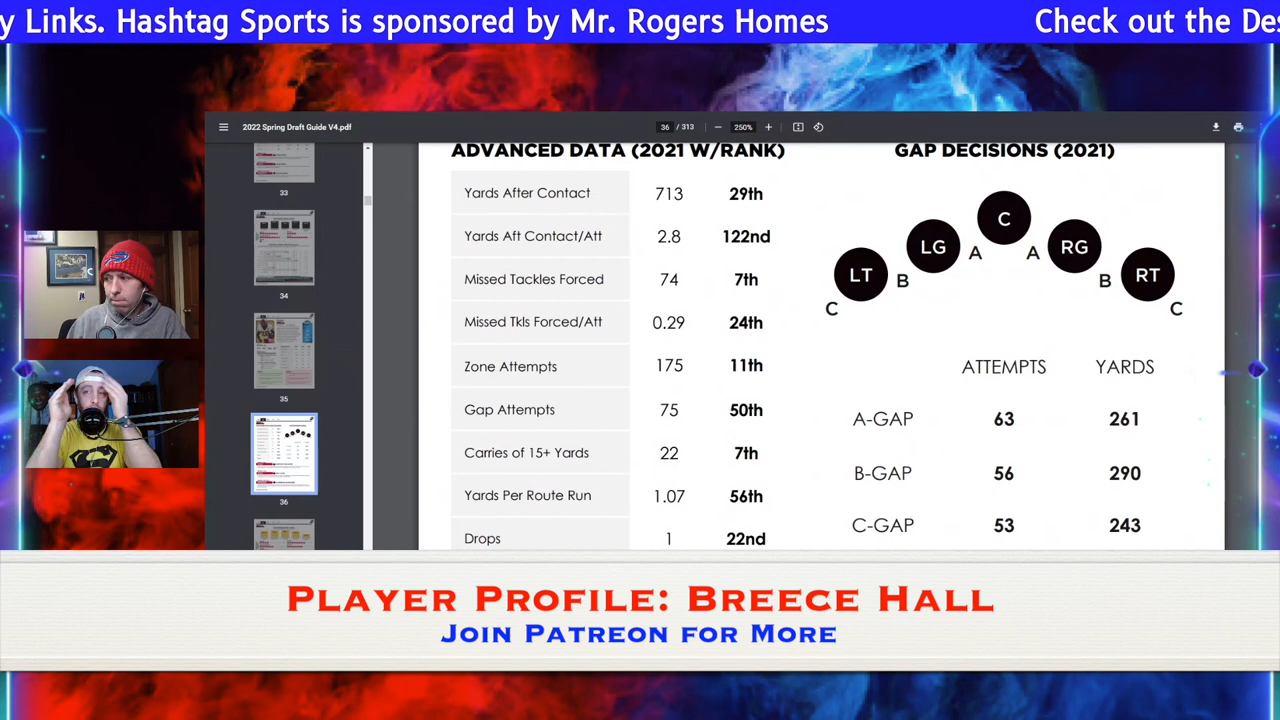 y Links. Hashtag Sports is sponsored by Mr. Rogers Homes
Check out the Des
2022 Spring Draft Guide V4.pdf
36 / 313
250%
33
34
35
36
ADVANCED DATA (2021 W/RANK)
Yards After Contact 713 29th
Yards Aft Contact/Att 2.8 122nd
Missed Tackles Forced 74 7th
Missed Tkls Forced/Att 0.29 24th
Zone Attempts 175 11th
Gap Attempts 75 50th
Carries of 15+ Yards 22 7th
Yards Per Route Run 1.07 56th
Drops 1 22nd
GAP DECISIONS (2021)
C
LG A A RG
LT B B RT
C C
ATTEMPTS YARDS
A-GAP 63 261
B-GAP 56 290
C-GAP 53 243
Player Profile: Breece Hall
Join Patreon for More